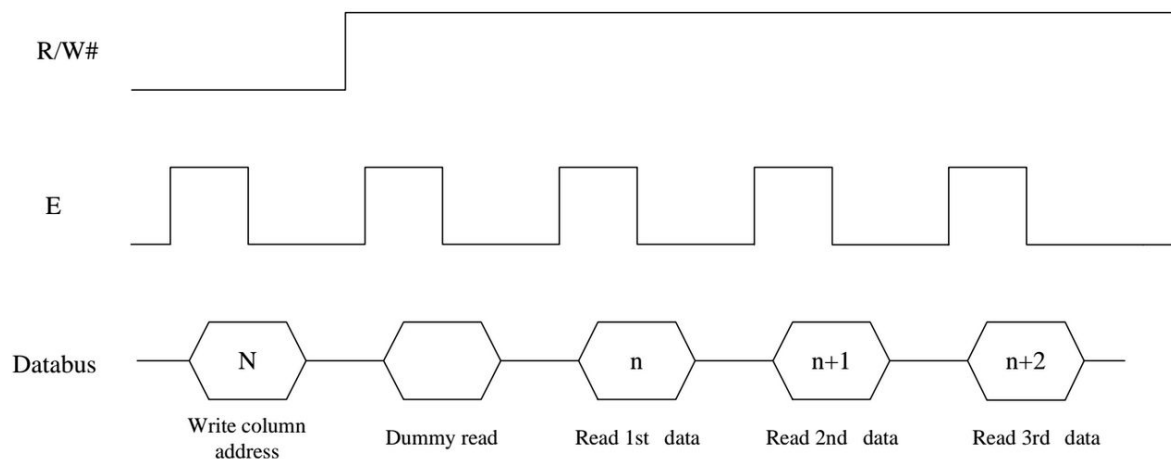 R/W#
E
Databus
N
n
n+1
n+2
Write column
address
Dummy read
Read 1st data
Read 2nd data
Read 3rd data